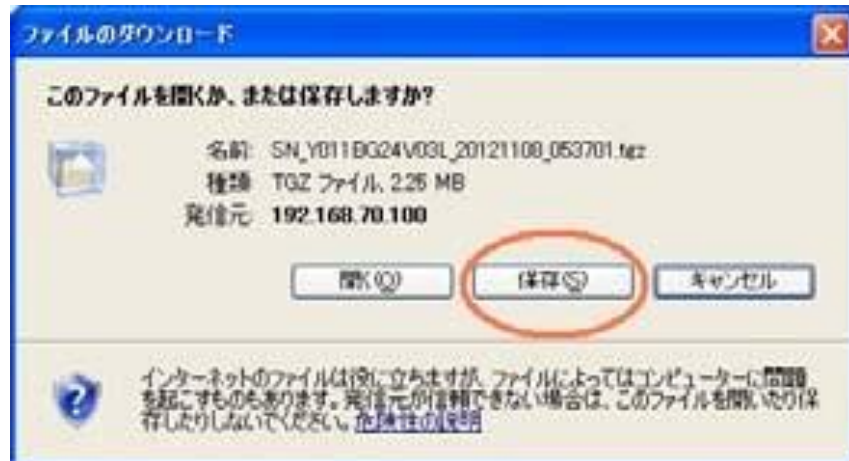 ファイルのダウンロード
このファイルを開くか、または保存しますか?
名前: SN_Y011BG24V03L_20121108_053701.tgz
種類: TGZ ファイル, 2.25 MB
発信元: 192.168.70.100
開く(O) 保存(S) キャンセル
インターネットのファイルは役に立ちますが、ファイルによってはコンピューターに問題
を起こすものもあります。発信元が信頼できない場合は、このファイルを開いたり保
存したりしないでください。危険性の説明